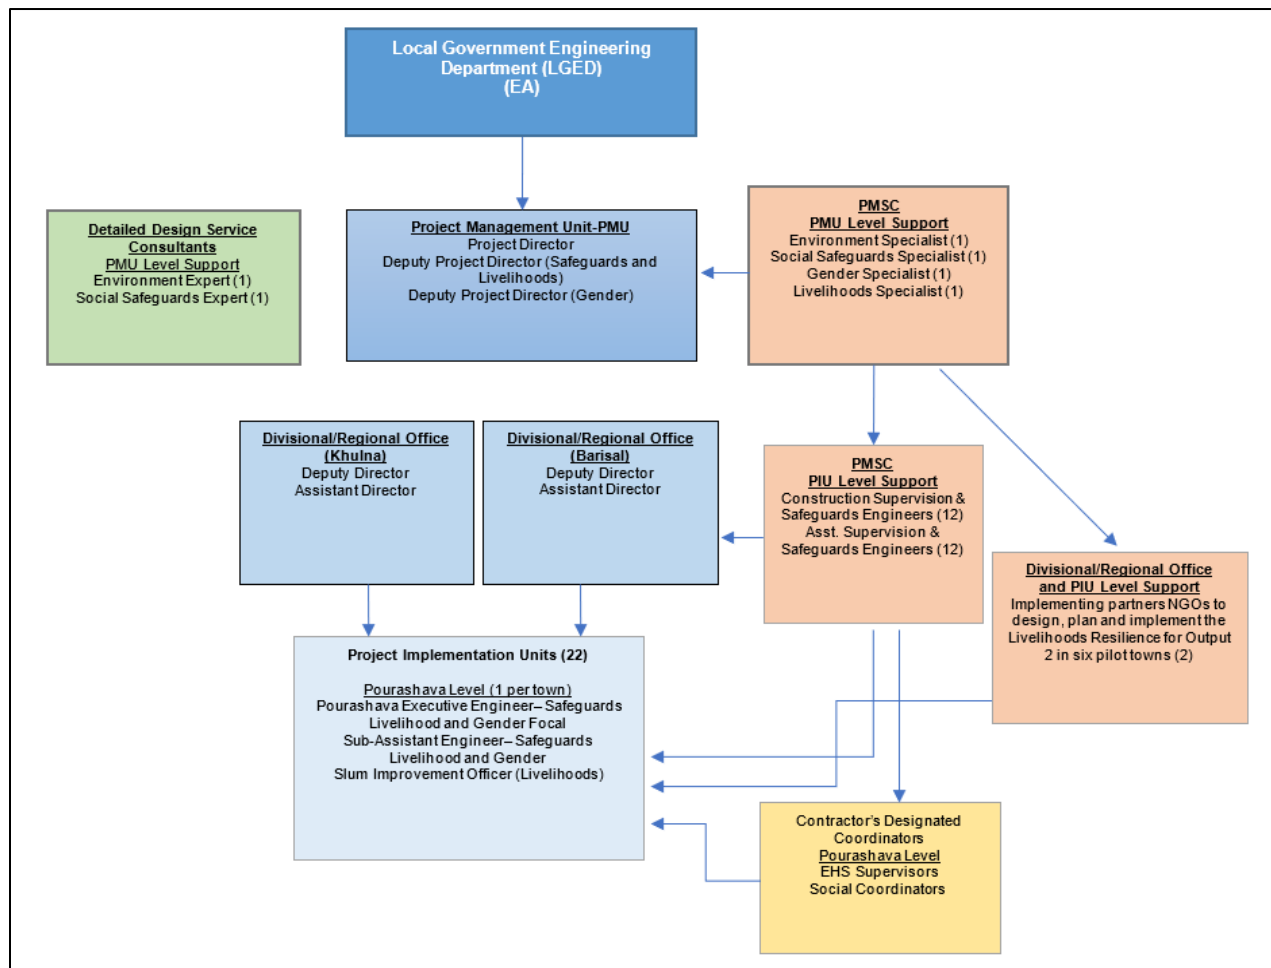 Local Government Engineering
Department (LGED)
(EA)
Detailed Design Service
Consultants
PMU Level Support
Environment Expert (1)
Social Safeguards Expert (1)
Project Management Unit-PMU
Project Director
Deputy Project Director (Safeguards and
Livelihoods)
Deputy Project Director (Gender)
PMSC
PMU Level Support
Environment Specialist (1)
Social Safeguards Specialist (1)
Gender Specialist (1)
Livelihoods Specialist (1)
Divisional/Regional Office
(Khulna)
Deputy Director
Assistant Director
Divisional/Regional Office
(Barisal)
Deputy Director
Assistant Director
PMSC
PIU Level Support
Construction Supervision &
Safeguards Engineers (12)
Asst. Supervision &
Safeguards Engineers (12)
Divisional/Regional Office
and PIU Level Support
Implementing partners NGOs to
design, plan and implement the
Livelihoods Resilience for Output
2 in six pilot towns (2)
Project Implementation Units (22)
Pourashava Level (1 per town)
Pourashava Executive Engineer– Safeguards
Livelihood and Gender Focal
Sub-Assistant Engineer– Safeguards
Livelihood and Gender
Slum Improvement Officer (Livelihoods)
Contractor's Designated
Coordinators
Pourashava Level
EHS Supervisors
Social Coordinators